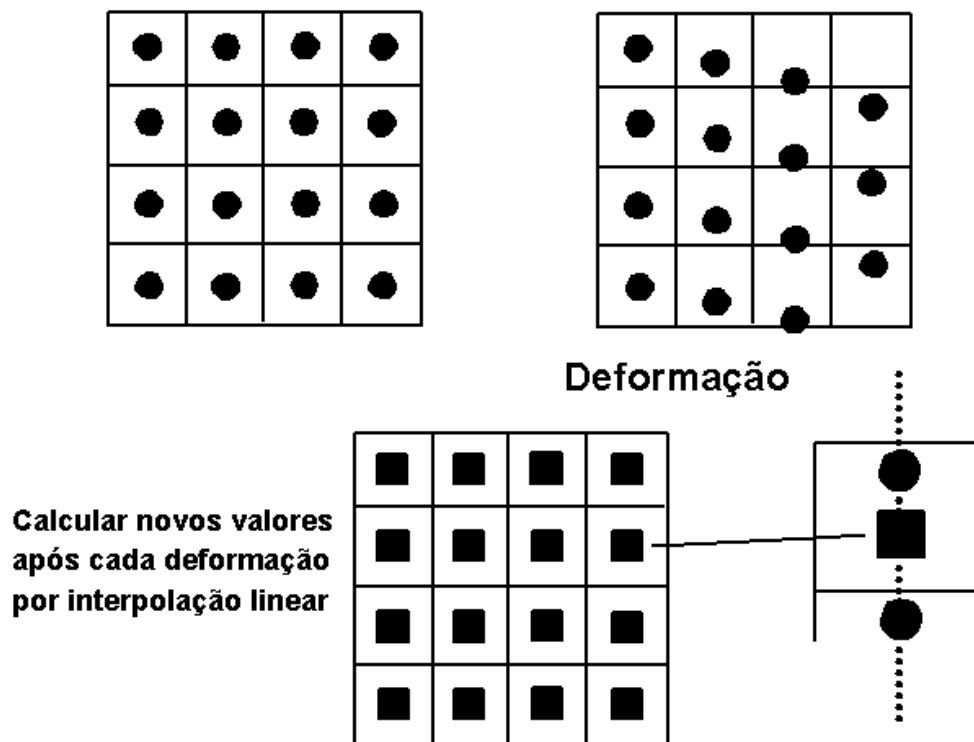 Deformação
Calcular novos valores
após cada deformação
por interpolação linear